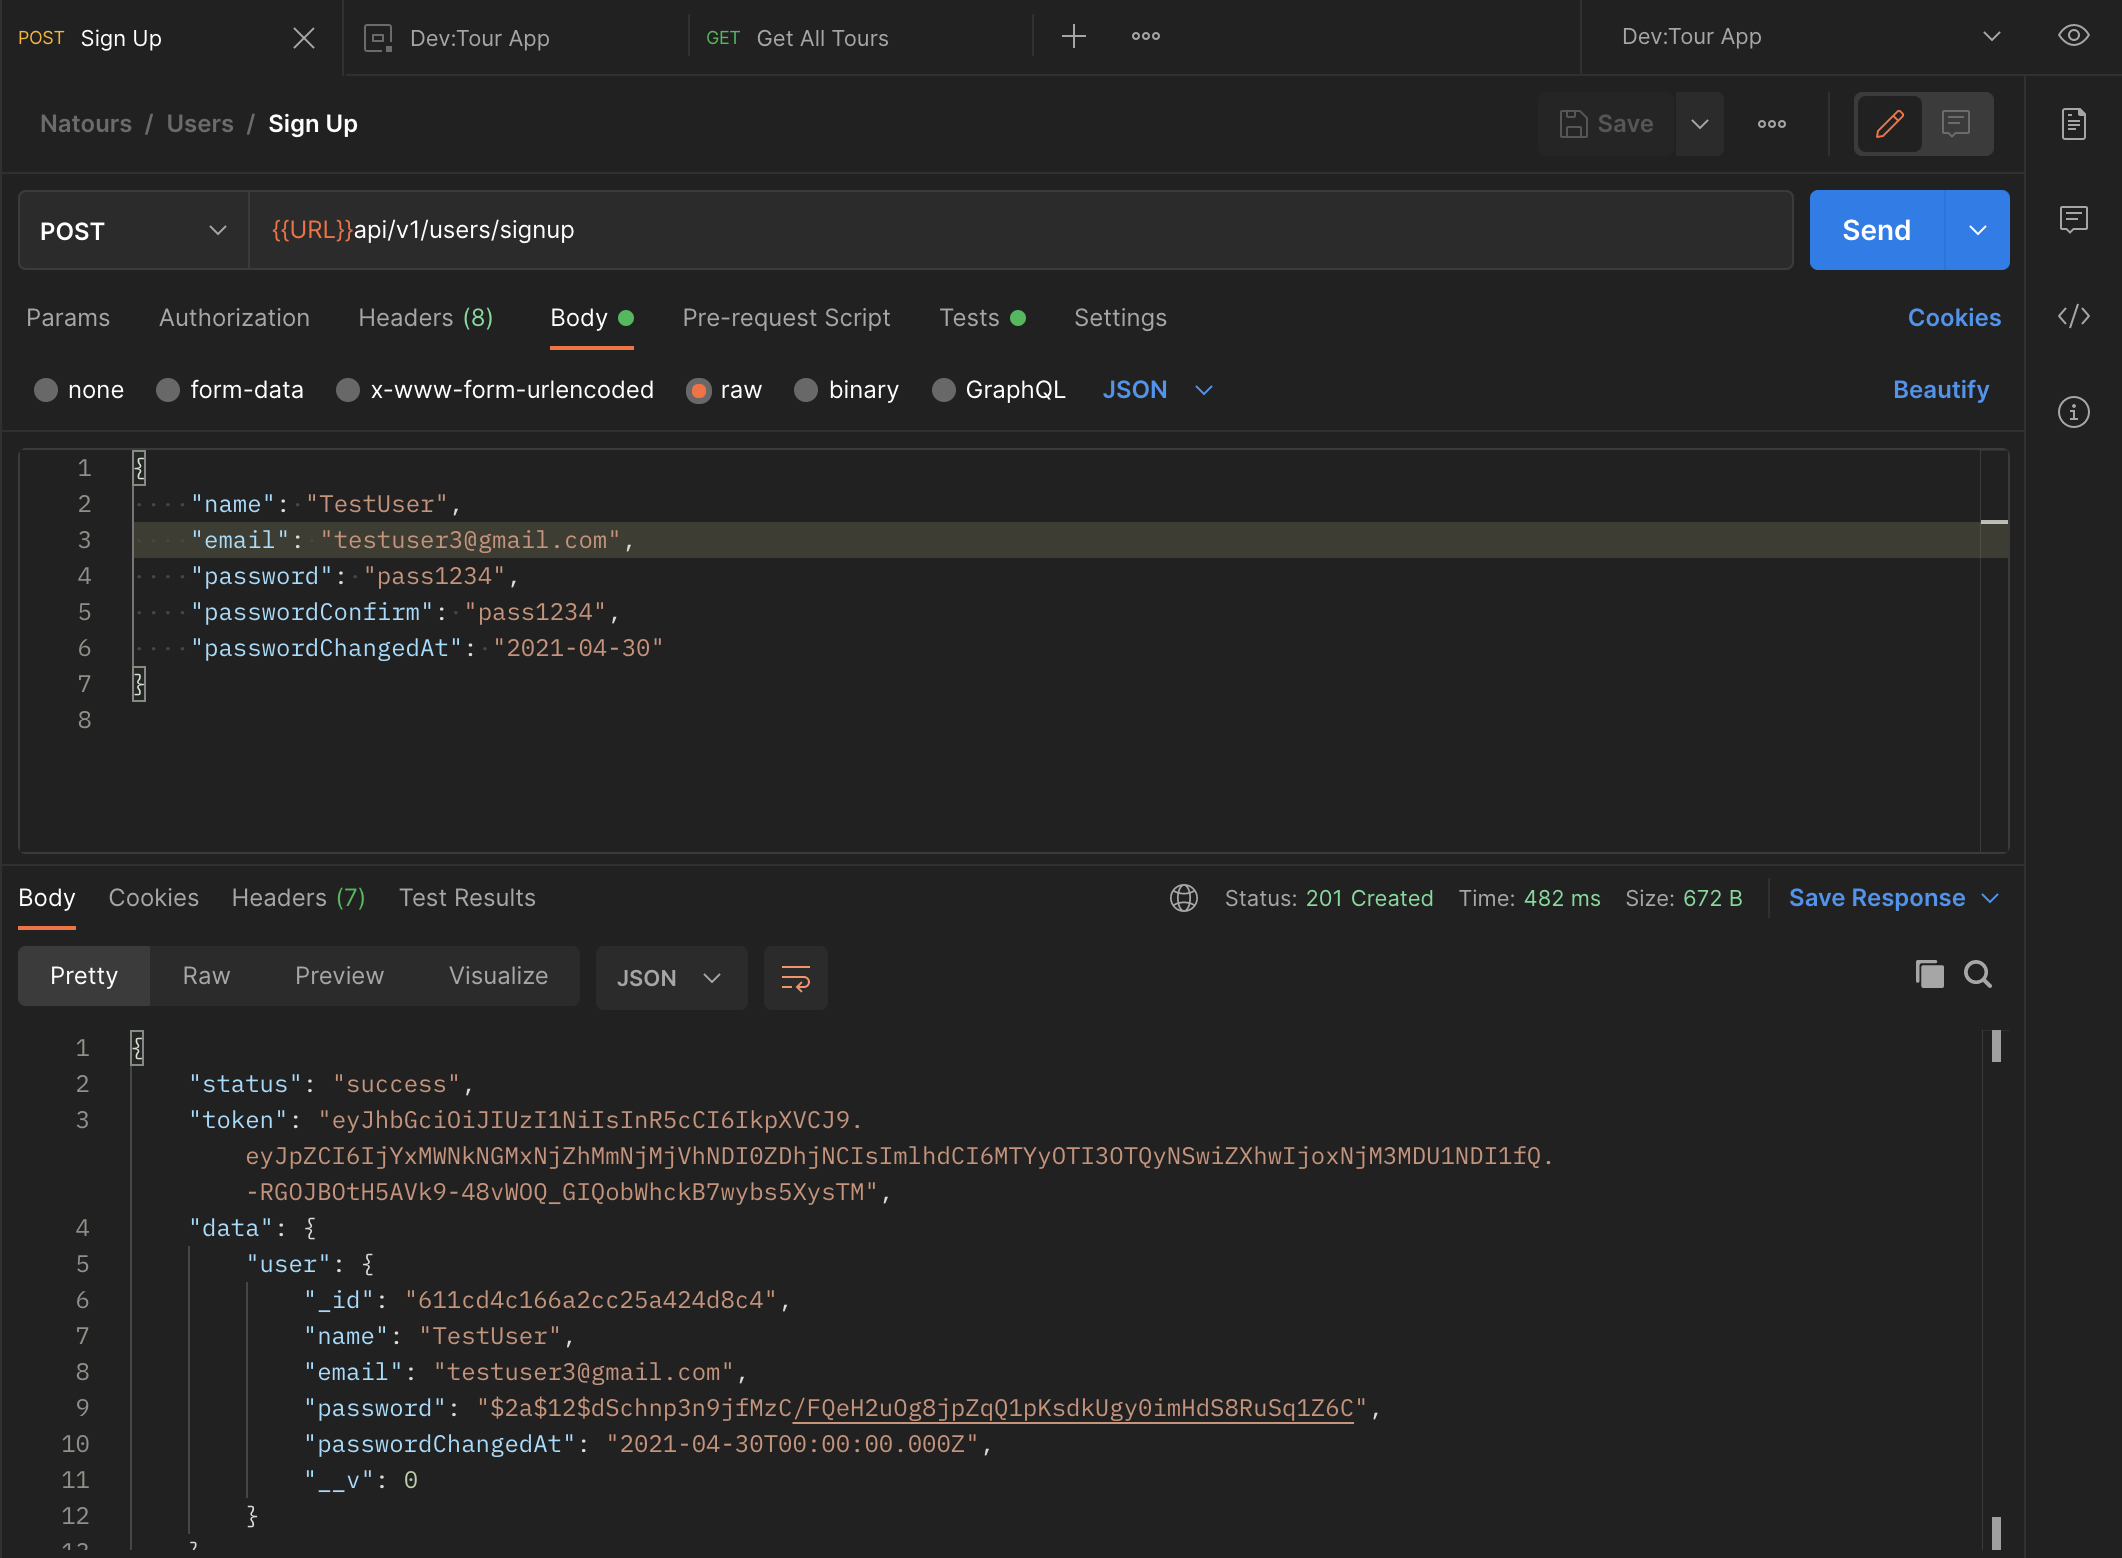 POST Sign Up
Dev:Tour App
GET Get All Tours
Dev:Tour App
Natours / Users / Sign Up
Save
POST
{{URL}}api/v1/users/signup
Send
Params Authorization Headers (8) Body Pre-request Script Tests Settings Cookies
none form-data x-www-form-urlencoded raw binary GraphQL JSON Beautify
1 {
2 "name": "TestUser",
3 "email": "testuser3@gmail.com",
4 "password": "pass1234",
5 "passwordConfirm": "pass1234",
6 "passwordChangedAt": "2021-04-30"
7 }
8
Body Cookies Headers (7) Test Results Status: 201 Created Time: 482 ms Size: 672 B Save Response
Pretty Raw Preview Visualize JSON
1 {
2 "status": "success",
3 "token": "eyJhbGciOiJIUzI1NiIsInR5cCI6IkpXVCJ9.
eyJpZCI6IjYxMWNkNGMxNjZhMmNjMjVhNDI0ZDhjNCIsImlhdCI6MTYyOTI3OTQyNSwiZXhwIjoxNjM3MDU1NDI1fQ.
-RGOJBOtH5AVk9-48vWOQ_GIQobWhckB7wybs5XysTM",
4 "data": {
5 "user": {
6 "_id": "611cd4c166a2cc25a424d8c4",
7 "name": "TestUser",
8 "email": "testuser3@gmail.com",
9 "password": "$2a$12$dSchnp3n9jfMzC/FQeH2uOg8jpZqQ1pKsdkUgy0imHdS8RuSq1Z6C",
10 "passwordChangedAt": "2021-04-30T00:00:00.000Z",
11 "__v": 0
12 }
13 }